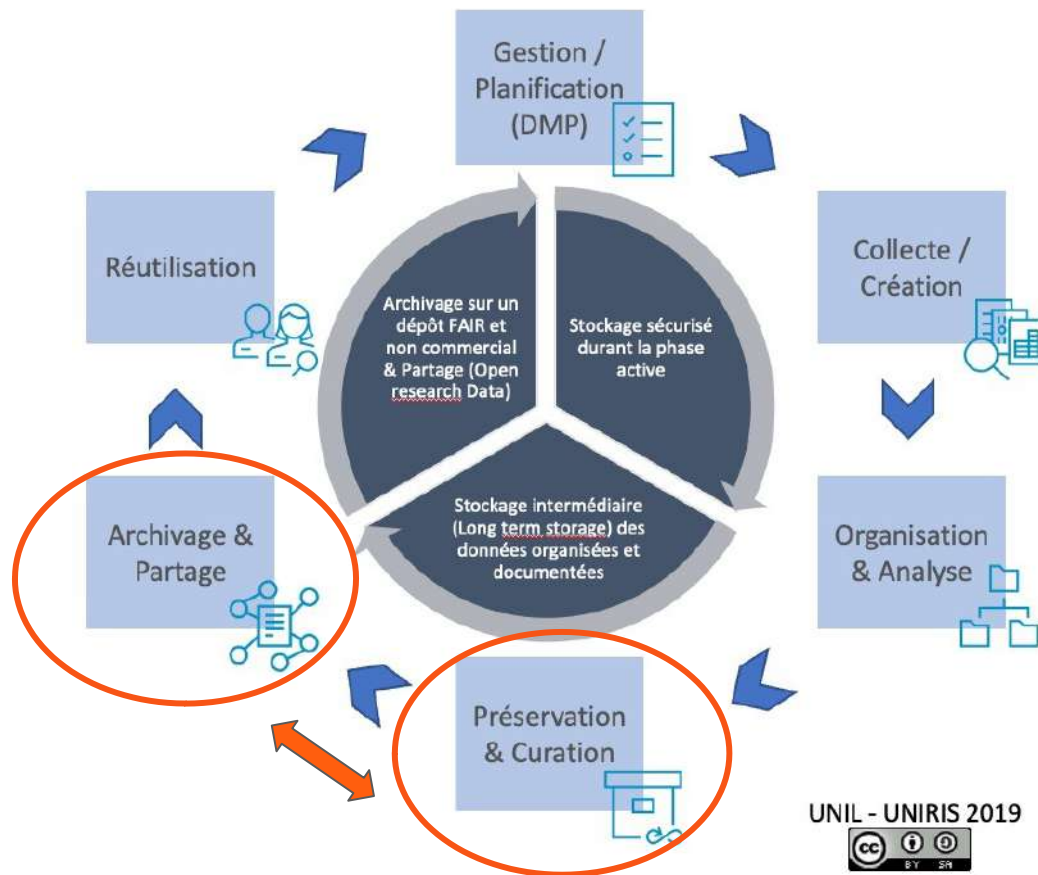 Gestion /
Planification
(DMP)
Collecte /
Création
Organisation
& Analyse
Préservation
& Curation
Archivage &
Partage
Réutilisation
Archivage sur un
dépôt FAIR et
non commercial
& Partage (Open
research Data)
Stockage sécurisé
durant la phase
active
Stockage intermédiaire
(Long term storage) des
données organisées et
documentées
UNIL - UNIRIS 2019
cc
BY SA